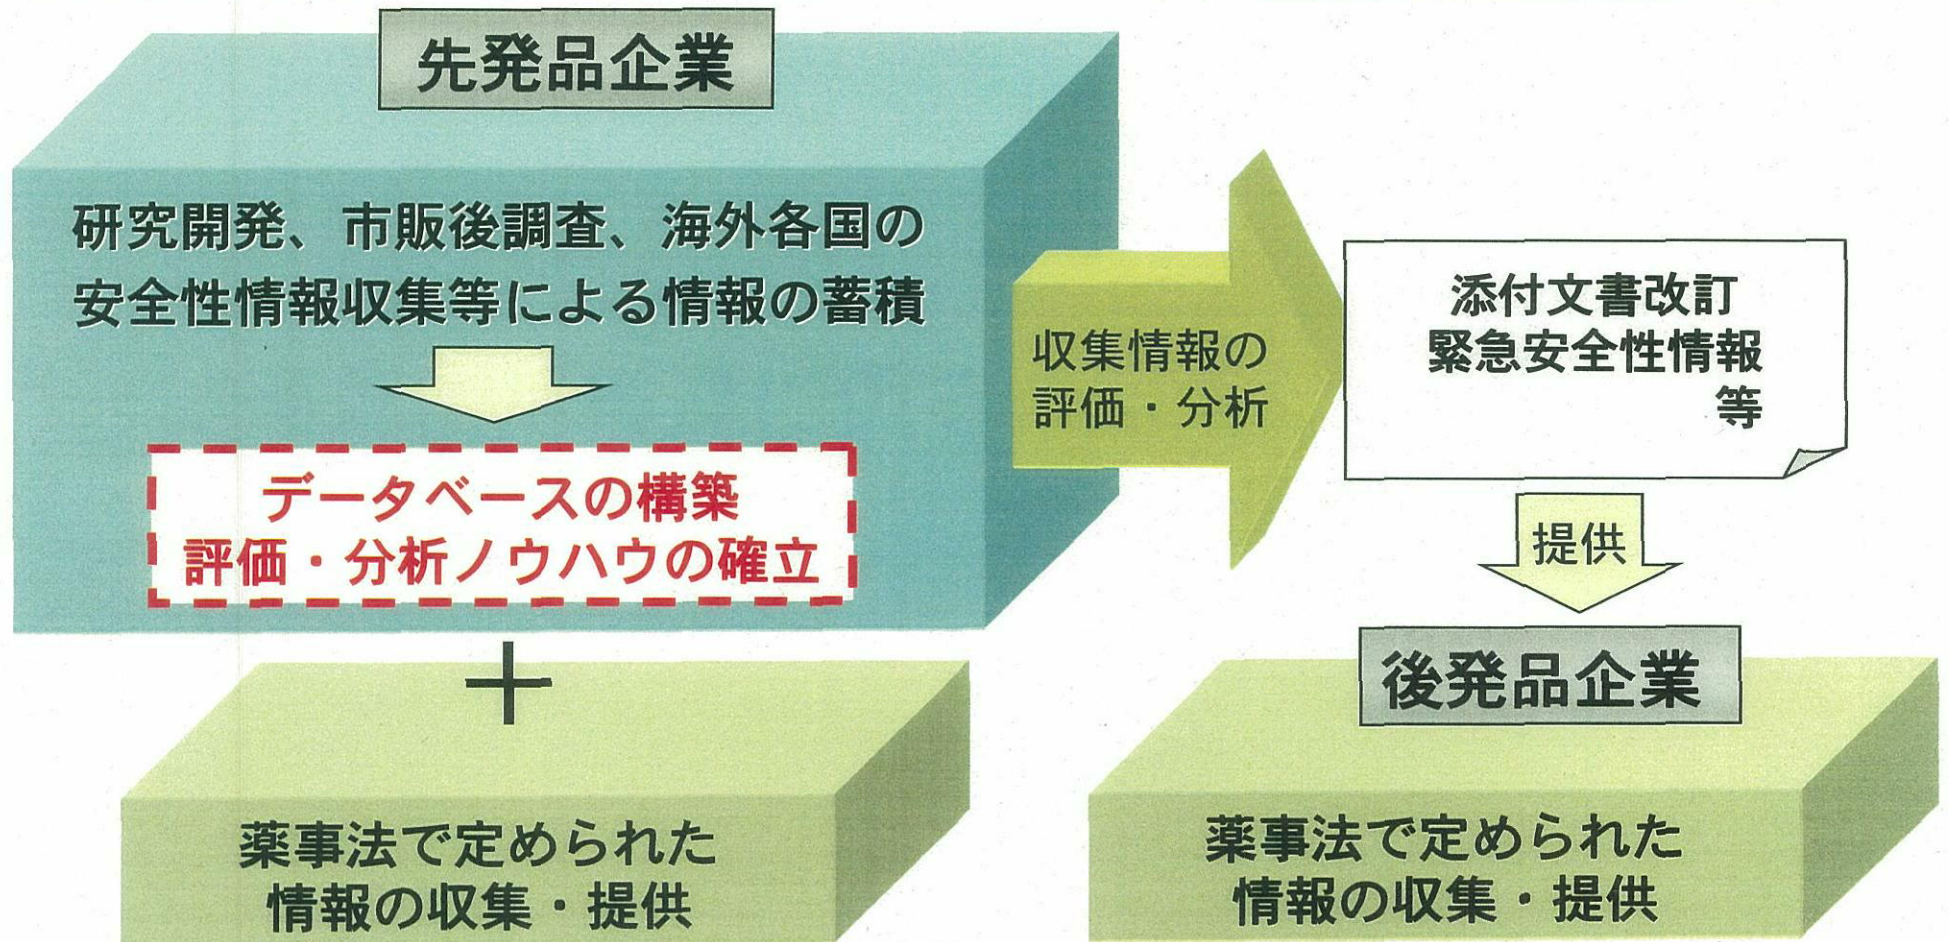 先発品企業
研究開発、市販後調査、海外各国の
安全性情報収集等による情報の蓄積
データベースの構築
評価・分析ノウハウの確立
+
薬事法で定められた
情報の収集・提供
収集情報の
評価・分析
添付文書改訂
緊急安全性情報
等
提供
後発品企業
薬事法で定められた
情報の収集・提供